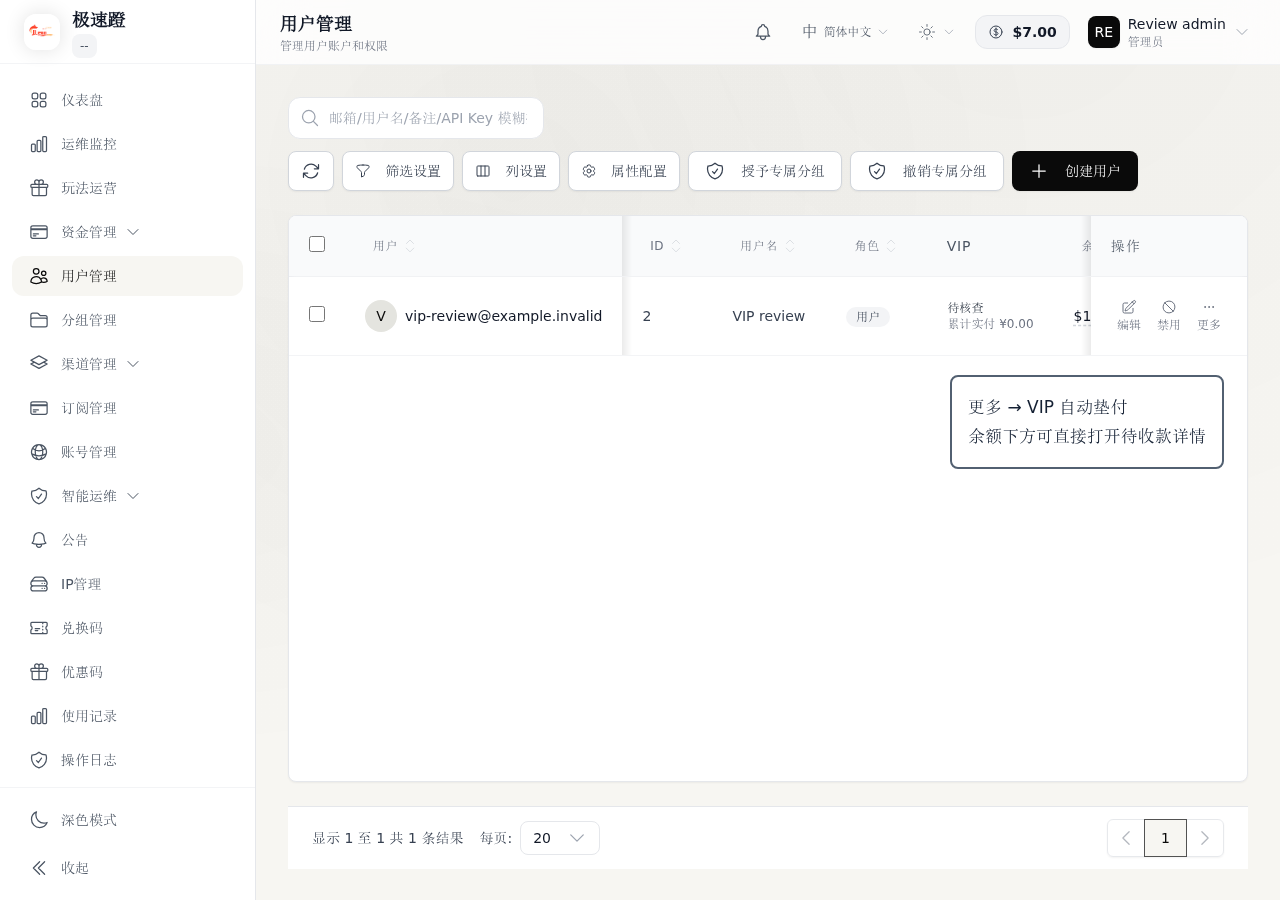 极速蹬
--
仪表盘
运维监控
玩法运营
资金管理
用户管理
分组管理
渠道管理
订阅管理
账号管理
智能运维
公告
IP管理
兑换码
优惠码
使用记录
操作日志
深色模式
收起
用户管理
管理用户账户和权限
中 简体中文
$7.00
RE
Review admin
管理员
邮箱/用户名/备注/API Key 模糊
筛选设置
列设置
属性配置
授予专属分组
撤销专属分组
创建用户
用户 ID 用户名 角色 VIP 余 操作
V vip-review@example.invalid 2 VIP review 用户
待核查
累计实付 ¥0.00
$1
编辑 禁用 更多
更多 → VIP 自动垫付
余额下方可直接打开待收款详情
显示 1 至 1 共 1 条结果 每页: 20
1